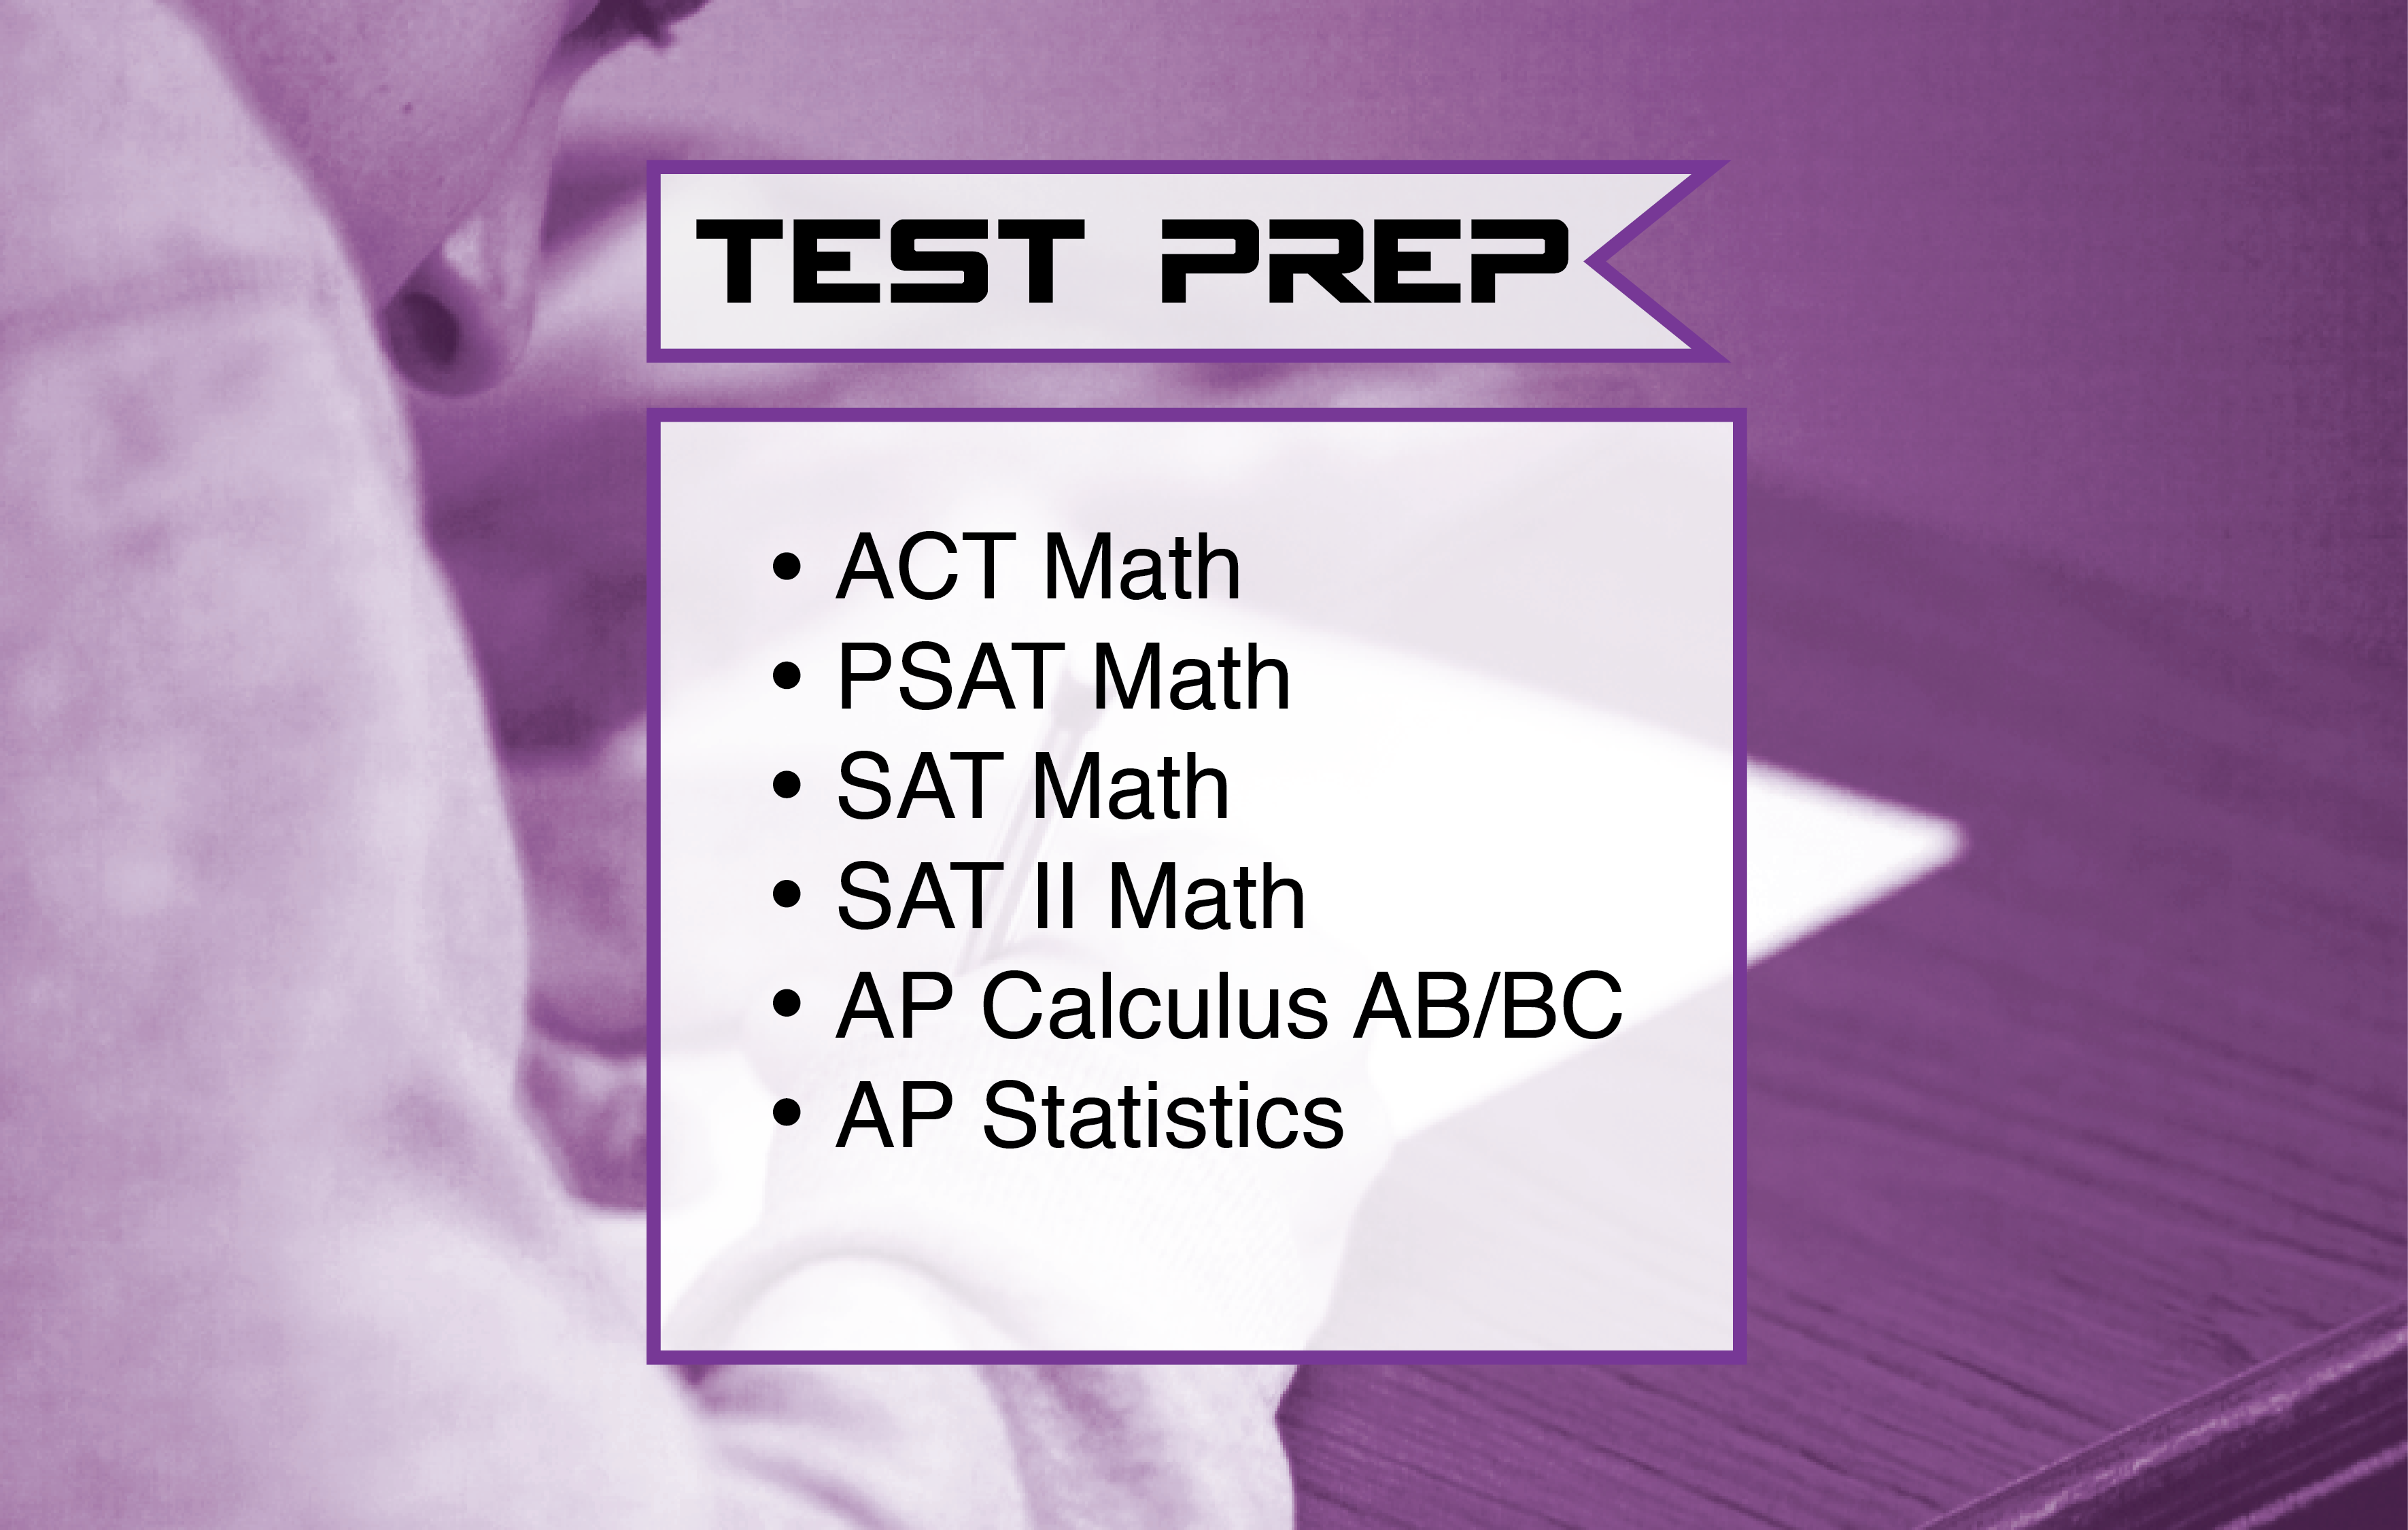 TEST PREP
• ACT Math
• PSAT Math
• SAT Math
• SAT II Math
• AP Calculus AB/BC
• AP Statistics